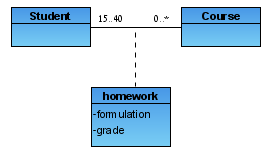 Student 15..40 0..* Course
homework
-formulation
-grade